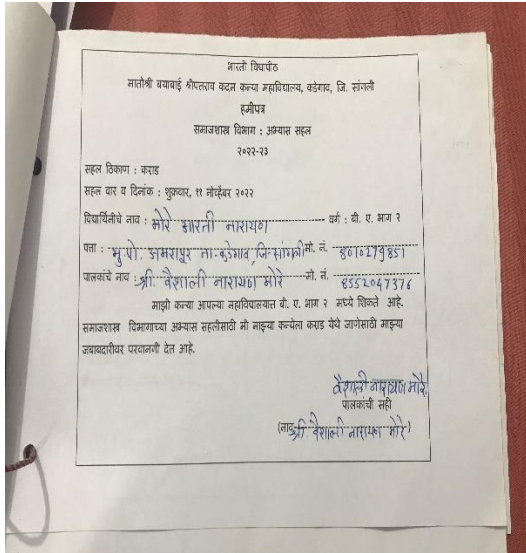 भारती विद्यापीठ
मातोश्री बयाबाई श्रीपतराव कदम कन्या महाविद्यालय, कडेगाव, जि. सांगली
हमीपत्र
समाजशास्त्र विभाग : अभ्यास सहल
२०२२-२३
सहल ठिकाण : कराड
सहल वार व दिनांक : शुक्रवार, ११ नोव्हेंबर २०२२
विद्यार्थिनीचे नाव : मोरे आरती नारायण वर्ग : बी. ए. भाग २
पत्ता : मु.पो. अमरापूर ता-कडेगाव, जि-सांगली मो. नं. 8010279851
पालकांचे नाव : श्री. वैशाली नारायण मोरे मो. नं. 8552047376
माझी कन्या आपल्या महाविद्यालयात बी. ए. भाग २ मध्ये शिकते आहे.
समाजशास्त्र विभागाच्या अभ्यास सहलीसाठी मी माझ्या कन्येला कराड येथे जाणेसाठी माझ्या
जबाबदारीवर परवानगी देत आहे.
वैशाली नारायण मोरे
पालकांची सही
(नाव श्री. वैशाली नारायण मोरे )